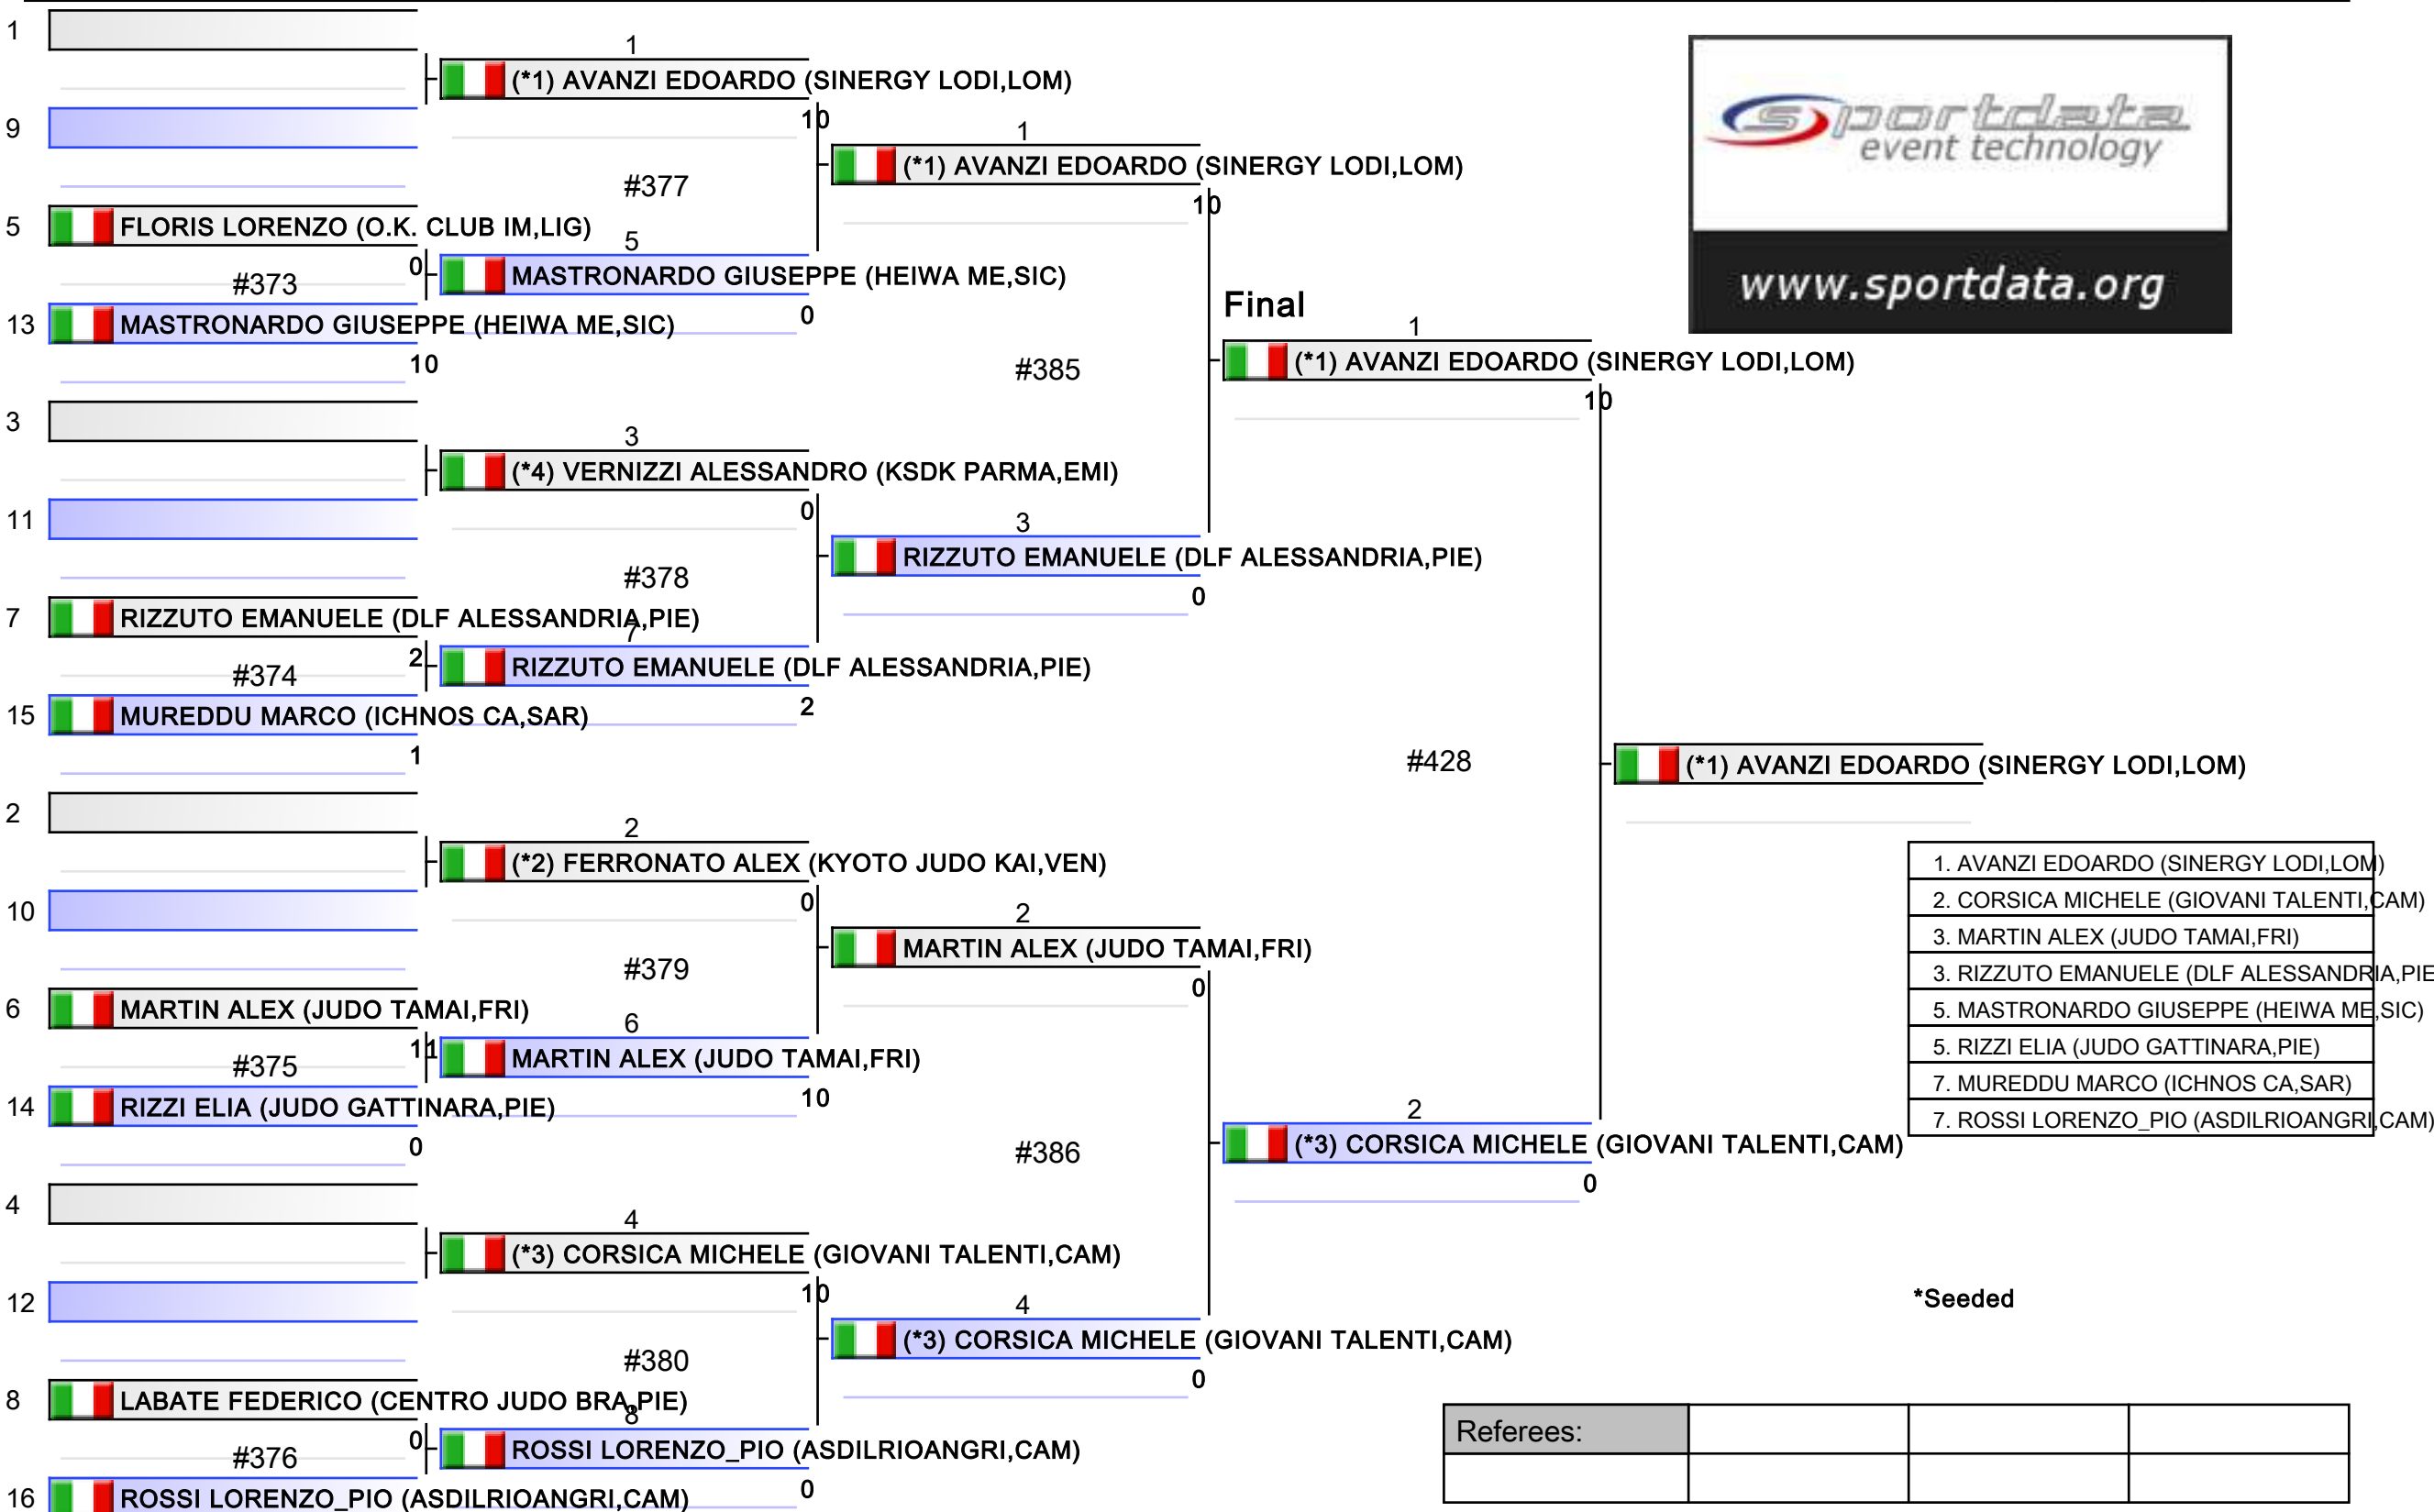 1
1
(*1) AVANZI EDOARDO (SINERGY LODI,LOM)
sportdata
event technology
www.sportdata.org
9
10
1
(*1) AVANZI EDOARDO (SINERGY LODI,LOM)
#377
10
5
FLORIS LORENZO (O.K. CLUB IM,LIG)
5
0
MASTRONARDO GIUSEPPE (HEIWA ME,SIC)
#373
0
13
MASTRONARDO GIUSEPPE (HEIWA ME,SIC)
10
Final
1
(*1) AVANZI EDOARDO (SINERGY LODI,LOM)
#385
10
3
3
(*4) VERNIZZI ALESSANDRO (KSDK PARMA,EMI)
0
11
3
RIZZUTO EMANUELE (DLF ALESSANDRIA,PIE)
#378
0
7
RIZZUTO EMANUELE (DLF ALESSANDRIA,PIE)
7
2
RIZZUTO EMANUELE (DLF ALESSANDRIA,PIE)
#374
2
15
MUREDDU MARCO (ICHNOS CA,SAR)
1
#428
(*1) AVANZI EDOARDO (SINERGY LODI,LOM)
2
2
(*2) FERRONATO ALEX (KYOTO JUDO KAI,VEN)
0
10
2
MARTIN ALEX (JUDO TAMAI,FRI)
#379
0
6
MARTIN ALEX (JUDO TAMAI,FRI)
6
11
MARTIN ALEX (JUDO TAMAI,FRI)
#375
10
14
RIZZI ELIA (JUDO GATTINARA,PIE)
0
#386
2
(*3) CORSICA MICHELE (GIOVANI TALENTI,CAM)
0
1. AVANZI EDOARDO (SINERGY LODI,LOM)
2. CORSICA MICHELE (GIOVANI TALENTI,CAM)
3. MARTIN ALEX (JUDO TAMAI,FRI)
3. RIZZUTO EMANUELE (DLF ALESSANDRIA,PIE
5. MASTRONARDO GIUSEPPE (HEIWA ME,SIC)
5. RIZZI ELIA (JUDO GATTINARA,PIE)
7. MUREDDU MARCO (ICHNOS CA,SAR)
7. ROSSI LORENZO_PIO (ASDILRIOANGRI,CAM)
4
4
(*3) CORSICA MICHELE (GIOVANI TALENTI,CAM)
10
12
4
(*3) CORSICA MICHELE (GIOVANI TALENTI,CAM)
#380
0
*Seeded
8
LABATE FEDERICO (CENTRO JUDO BRA,PIE)
8
0
ROSSI LORENZO_PIO (ASDILRIOANGRI,CAM)
#376
0
16
ROSSI LORENZO_PIO (ASDILRIOANGRI,CAM)
Referees: